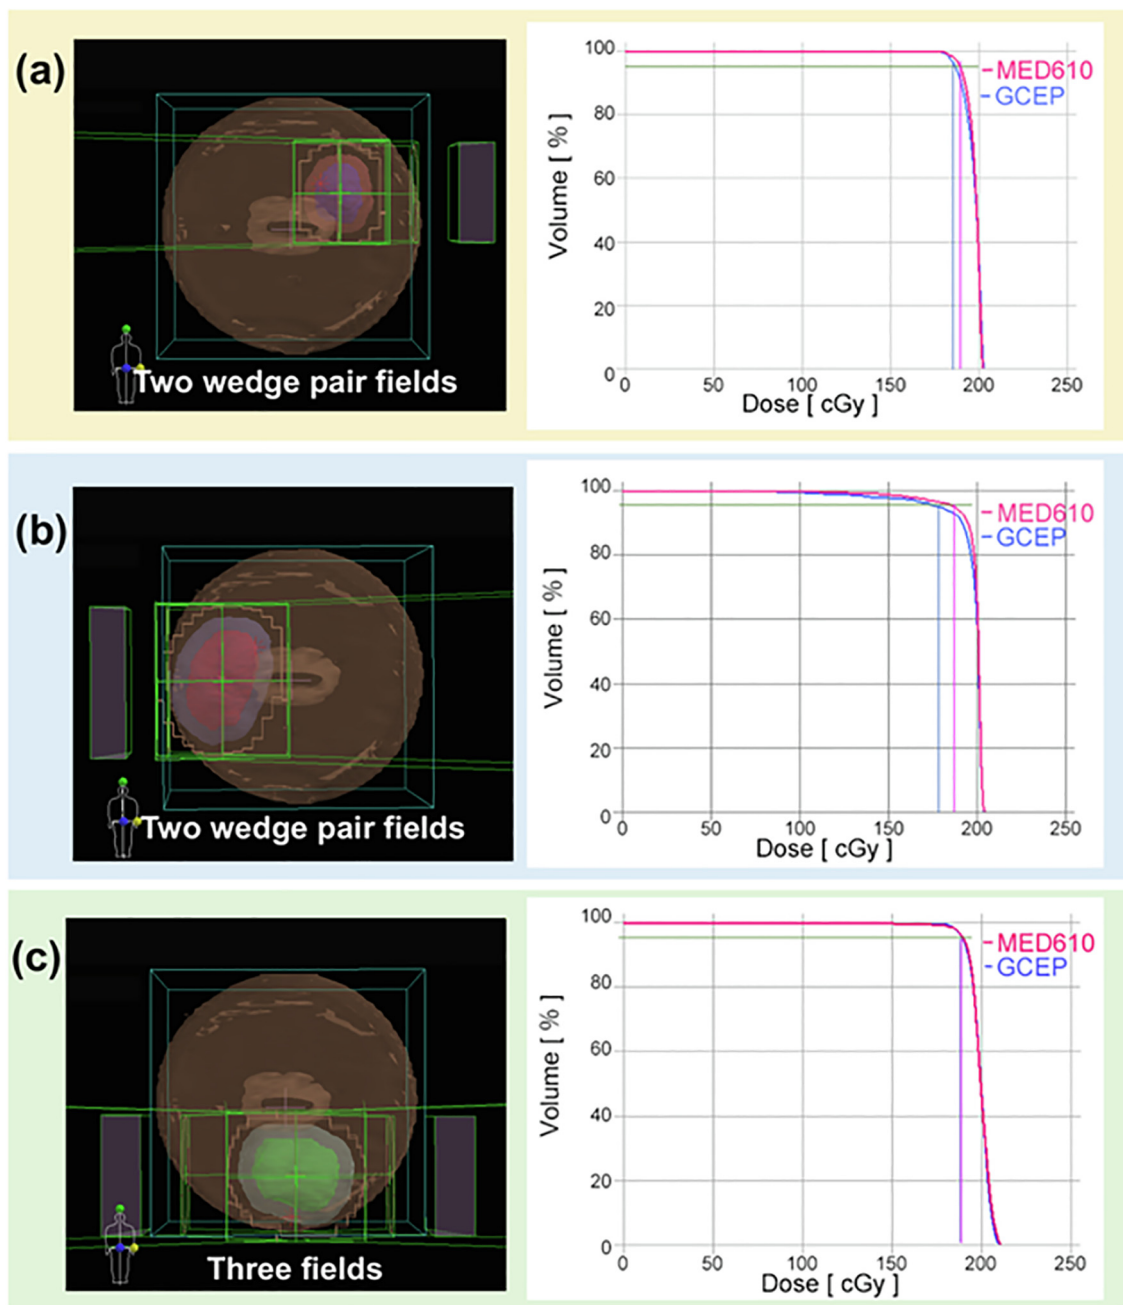 (a)
Two wedge pair fields
100
80
60
40
20
0
Volume [ % ]
MED610
GCEP
0 50 100 150 200 250
Dose [ cGy ]
(b)
Two wedge pair fields
100
80
60
40
20
0
Volume [ % ]
MED610
GCEP
0 50 100 150 200 250
Dose [ cGy ]
(c)
Three fields
100
80
60
40
20
0
Volume [ % ]
MED610
GCEP
0 50 100 150 200 250
Dose [ cGy ]